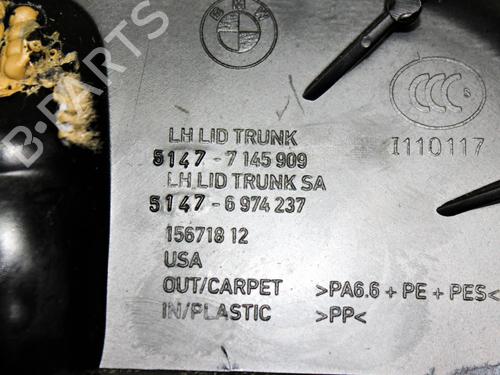 BMW
CCC
S
I110117
LH LID TRUNK
5147- 7 145 909
LH LID TRUNK SA
5147- 6 974 237
156718 12
USA
OUT/CARPET >PA6.6 + PE + PES<
IN/PLASTIC >PP<
B-PARTS